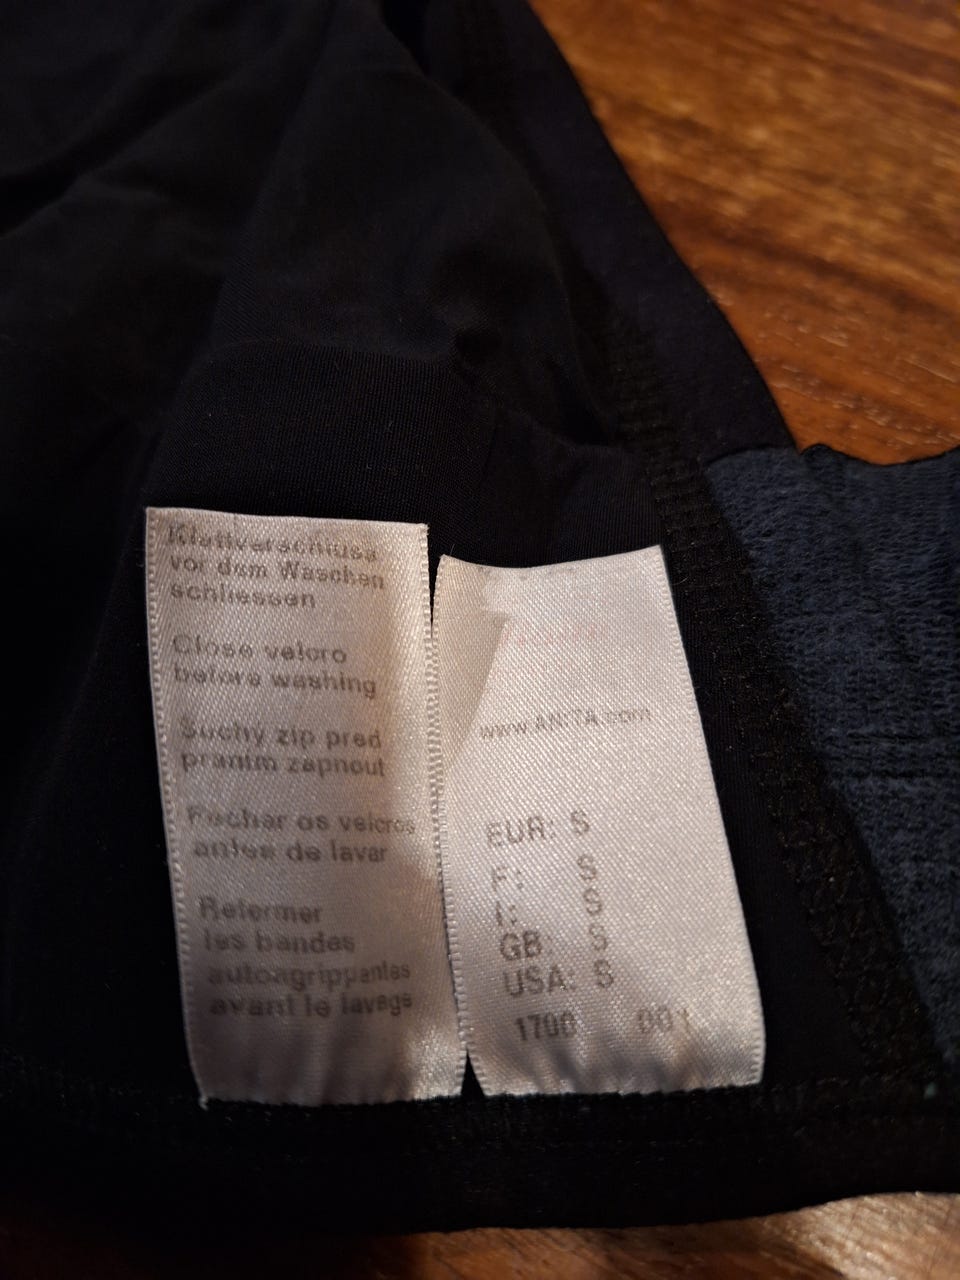 Klettverschluss
vor dem Waschen
schliessen
Close velcro
before washing
Suchy zip pred
pranim zapnout
Fechar os velcros
antes de lavar
Refermer
les bandes
autoagrippantes
avant le lavage
www.ANITA.com
EUR: S
F: S
I: S
GB: S
USA: S
1700 001